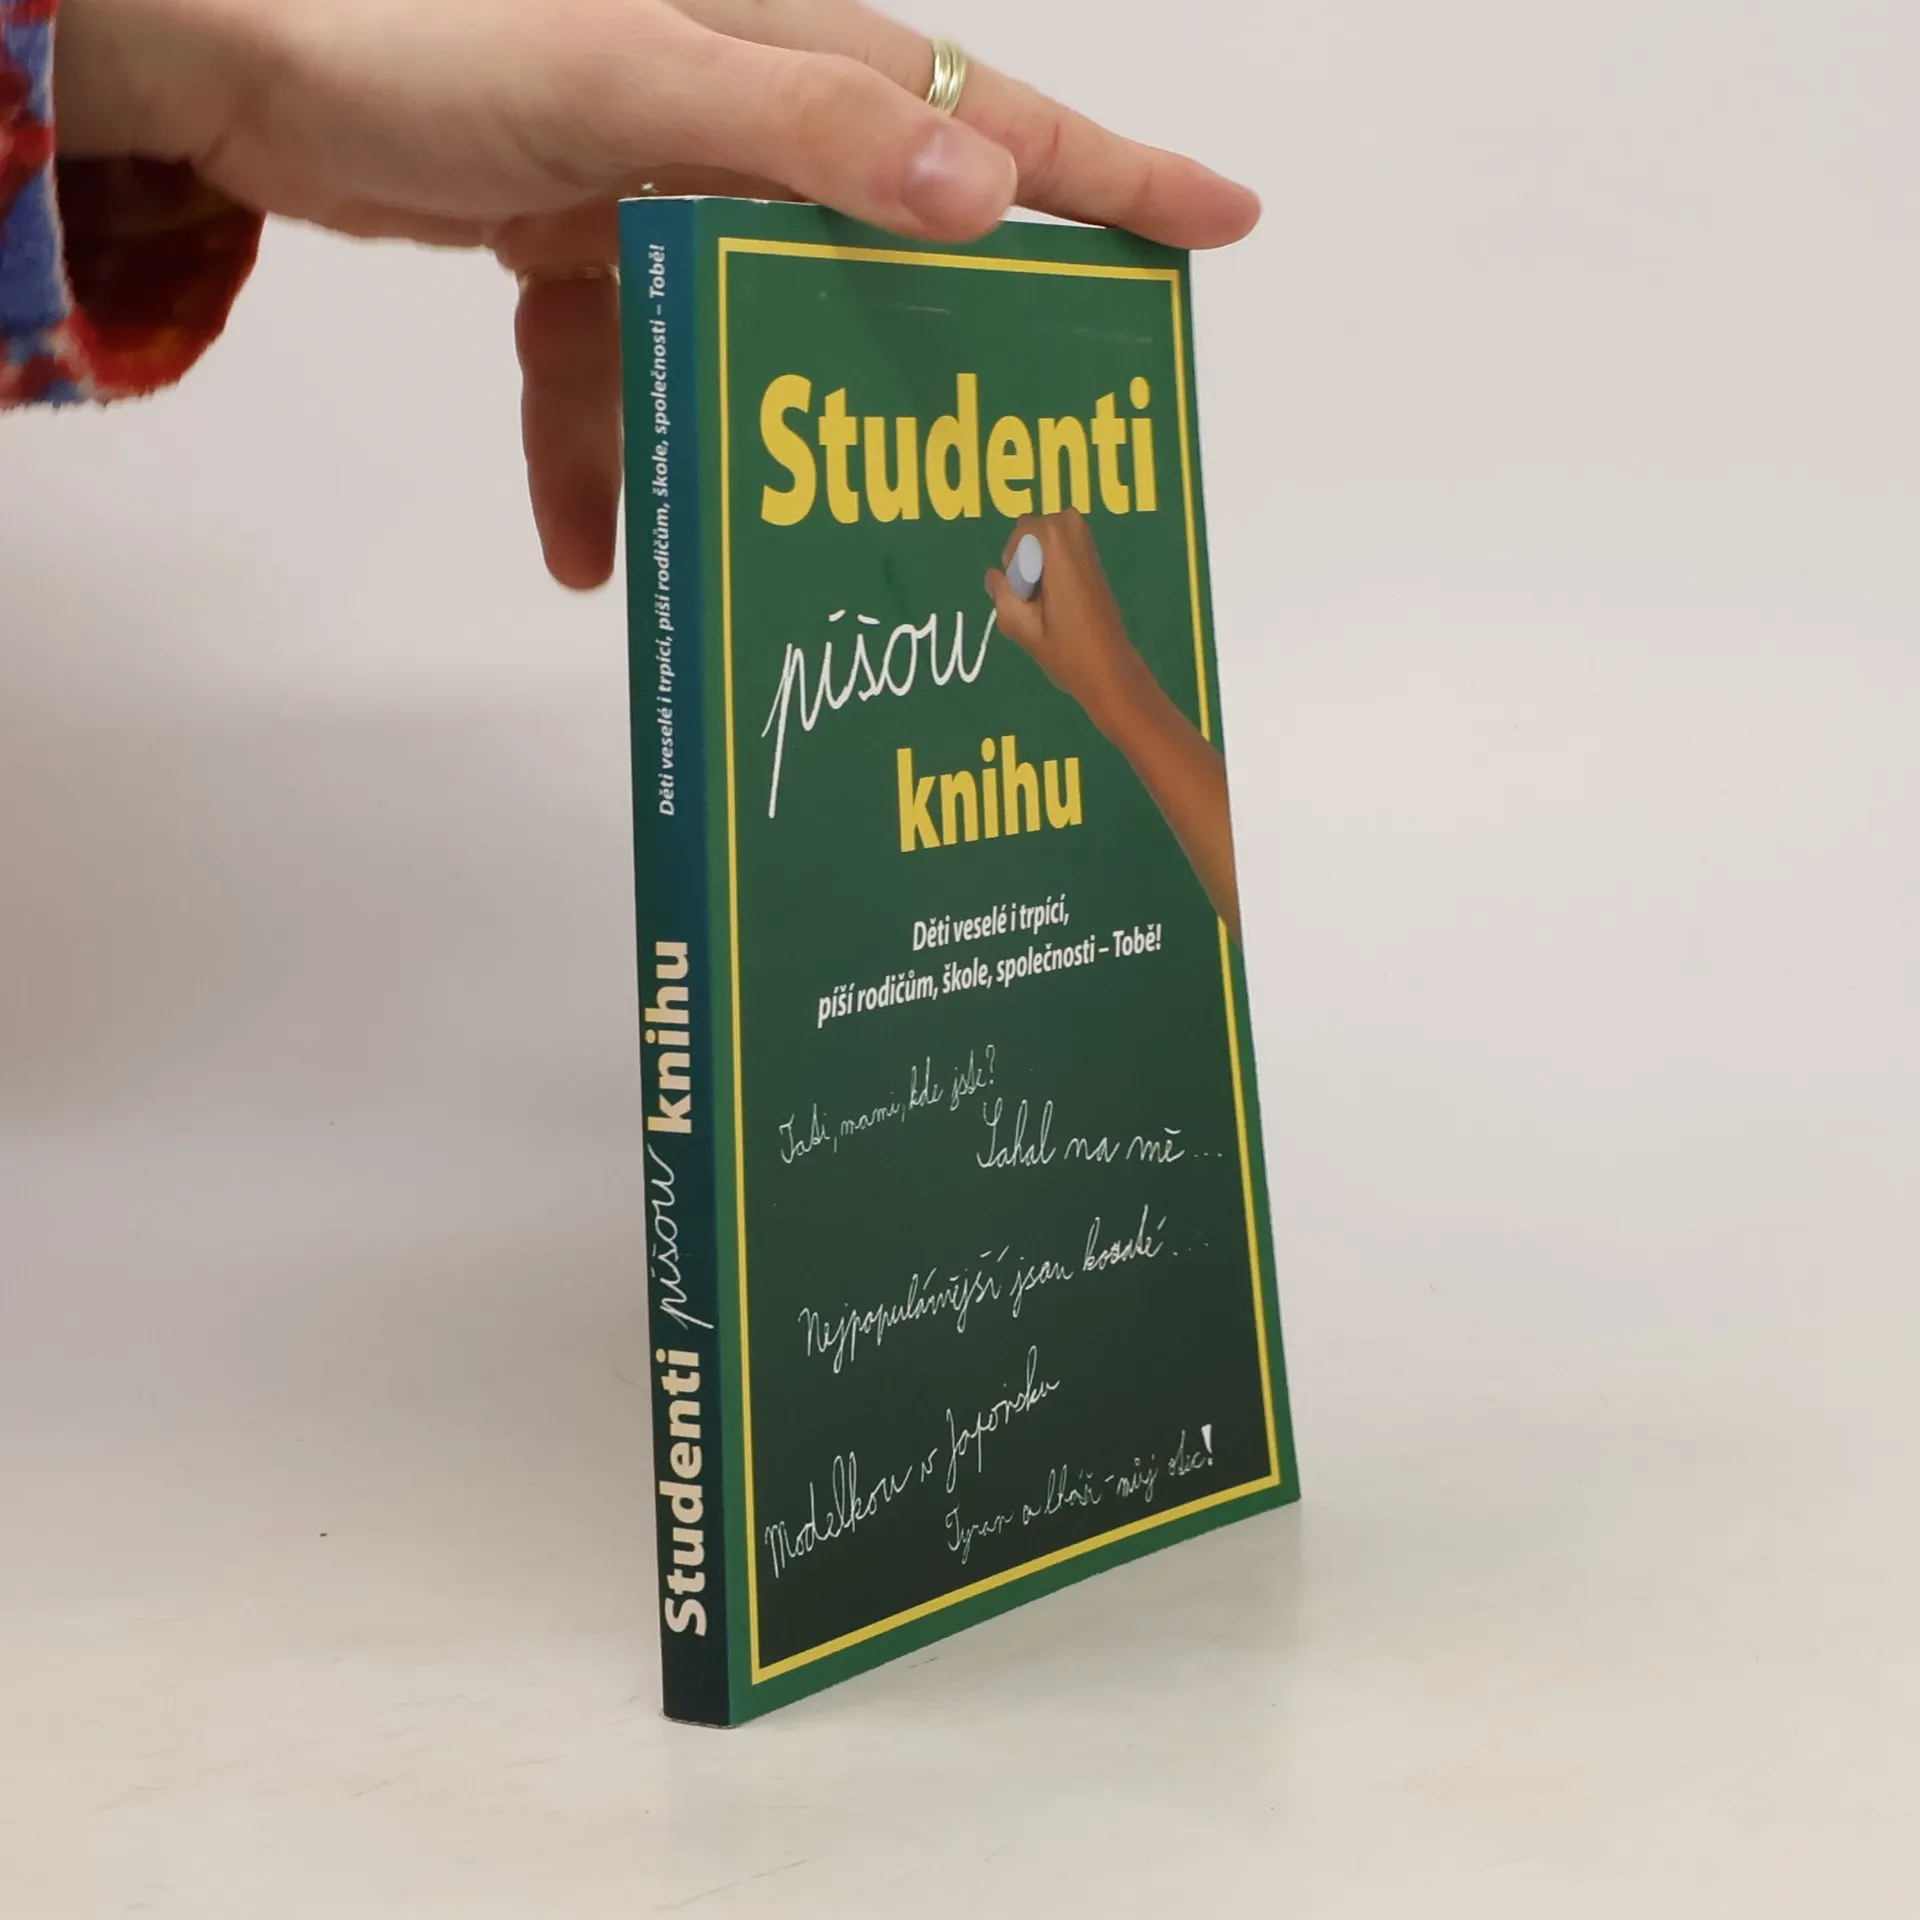 Studenti
píšou
knihu
Děti veselé i trpící,
píší rodičům, škole, společnosti – Tobě!
Tati, mami, kde jste?
Sahal na mě...
Nejpopulárnější jsou kozaté...
Modelkou v Japonsku
Tyran a lhář - můj otec!
Studenti píšou knihu
Děti veselé i trpící, píší rodičům, škole, společnosti – Tobě!